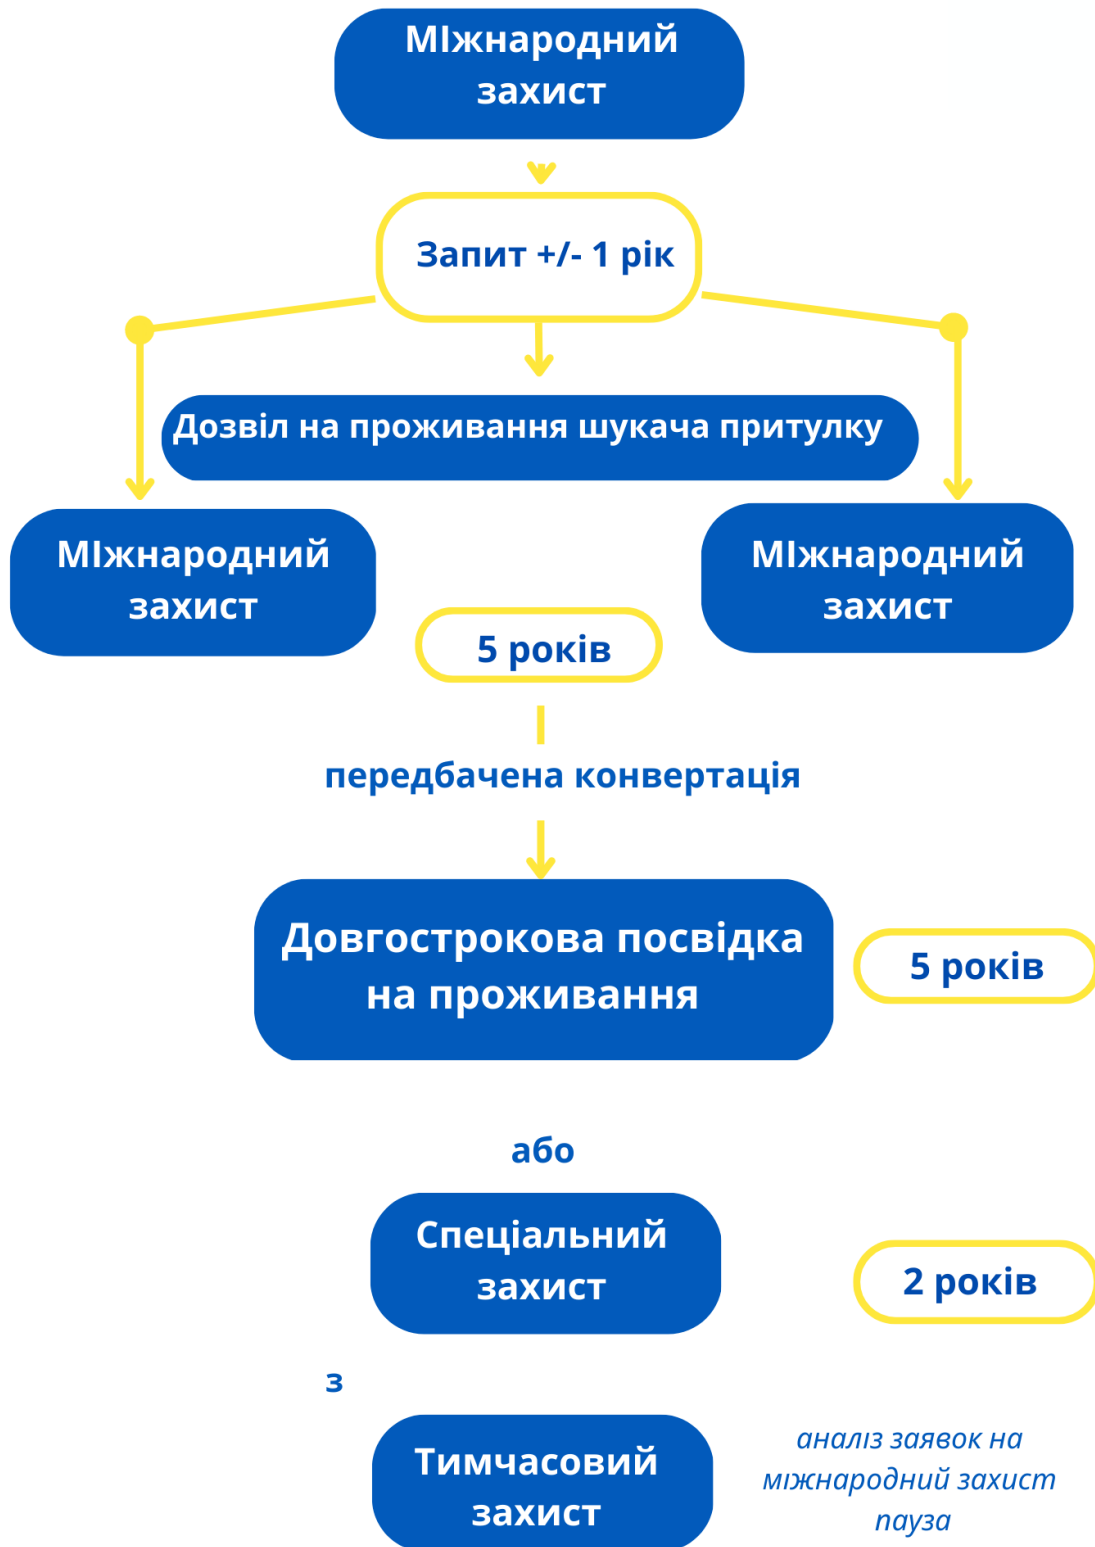 МІжнародний
захист
Запит +/- 1 рік
Дозвіл на проживання шукача притулку
МІжнародний
захист
МІжнародний
захист
5 років
передбачена конвертація
Довгострокова посвідка
на проживання
5 років
або
Спеціальний
захист
2 років
з
Тимчасовий
захист
аналіз заявок на
міжнародний захист
пауза